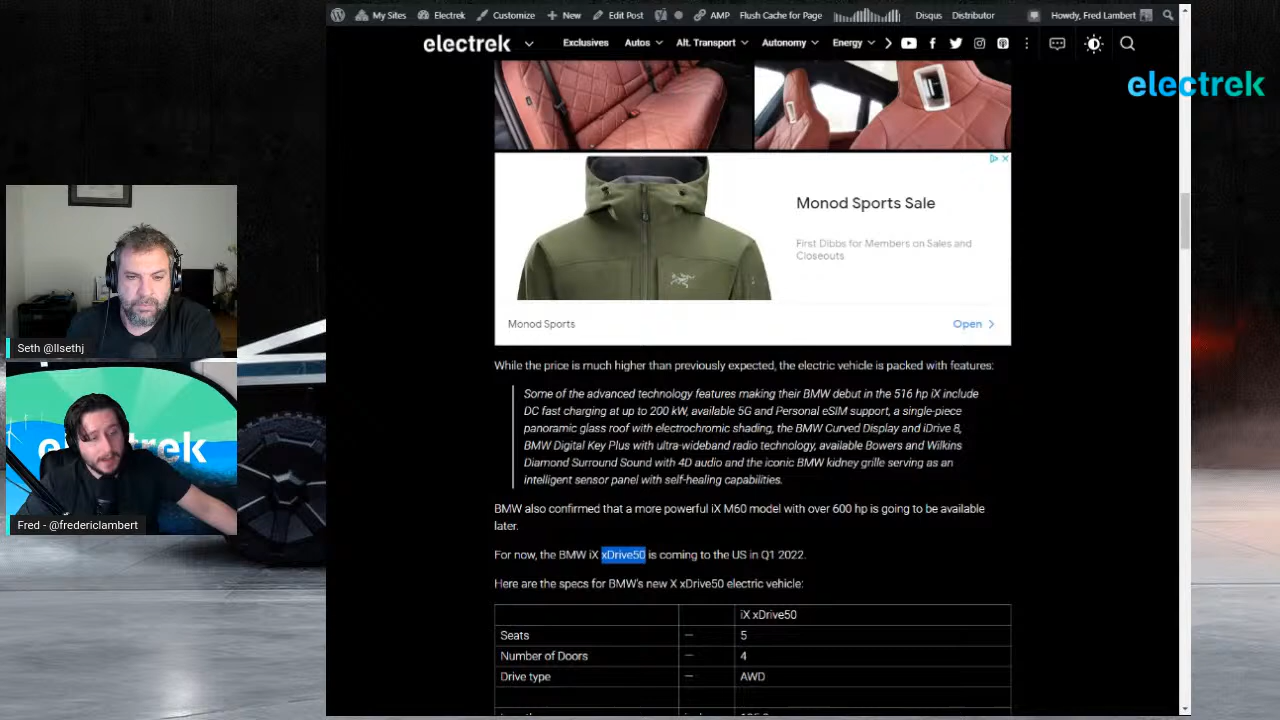 My Sites Electrek Customize New Edit Post AMP Flush Cache for Page Disqus Distributor Howdy, Fred Lambert
electrek Exclusives Autos Alt. Transport Autonomy Energy
electrek
Monod Sports Sale
First Dibbs for Members on Sales and
Closeouts
Monod Sports Open
Seth @llsethj
While the price is much higher than previously expected, the electric vehicle is packed with features:
Some of the advanced technology features making their BMW debut in the 516 hp iX include
DC fast charging at up to 200 kW, available 5G and Personal eSIM support, a single-piece
panoramic glass roof with electrochromic shading, the BMW Curved Display and iDrive 8,
BMW Digital Key Plus with ultra-wideband radio technology, available Bowers and Wilkins
Diamond Surround Sound with 4D audio and the iconic BMW kidney grille serving as an
intelligent sensor panel with self-healing capabilities.
BMW also confirmed that a more powerful iX M60 model with over 600 hp is going to be available
later.
Fred - @fredericlambert
For now, the BMW iX xDrive50 is coming to the US in Q1 2022.
Here are the specs for BMW's new X xDrive50 electric vehicle:
iX xDrive50
Seats — 5
Number of Doors — 4
Drive type — AWD